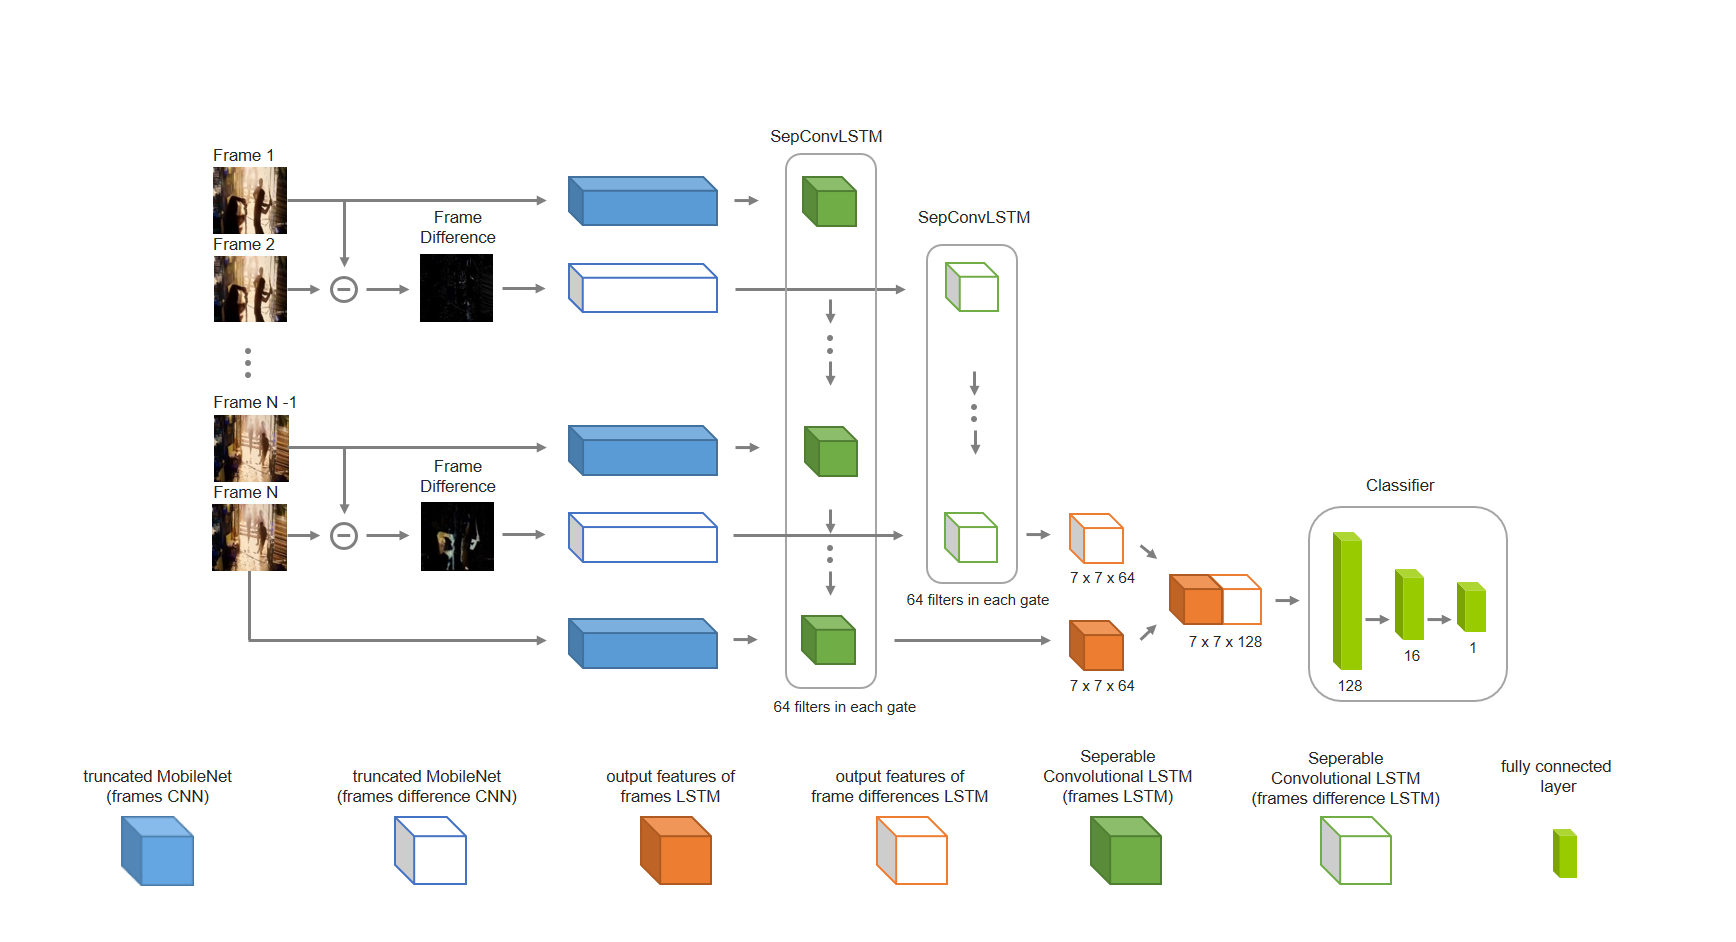 SepConvLSTM
Frame 1
Frame
Difference
SepConvLSTM
Frame 2
Frame N -1
Frame
Difference
Frame N
Classifier
7 x 7 x 64
64 filters in each gate
7 x 7 x 128
16
1
7 x 7 x 64
128
64 filters in each gate
truncated MobileNet
(frames CNN)
truncated MobileNet
(frames difference CNN)
output features of
frames LSTM
output features of
frame differences LSTM
Seperable
Convolutional LSTM
(frames LSTM)
Seperable
Convolutional LSTM
(frames difference LSTM)
fully connected
layer